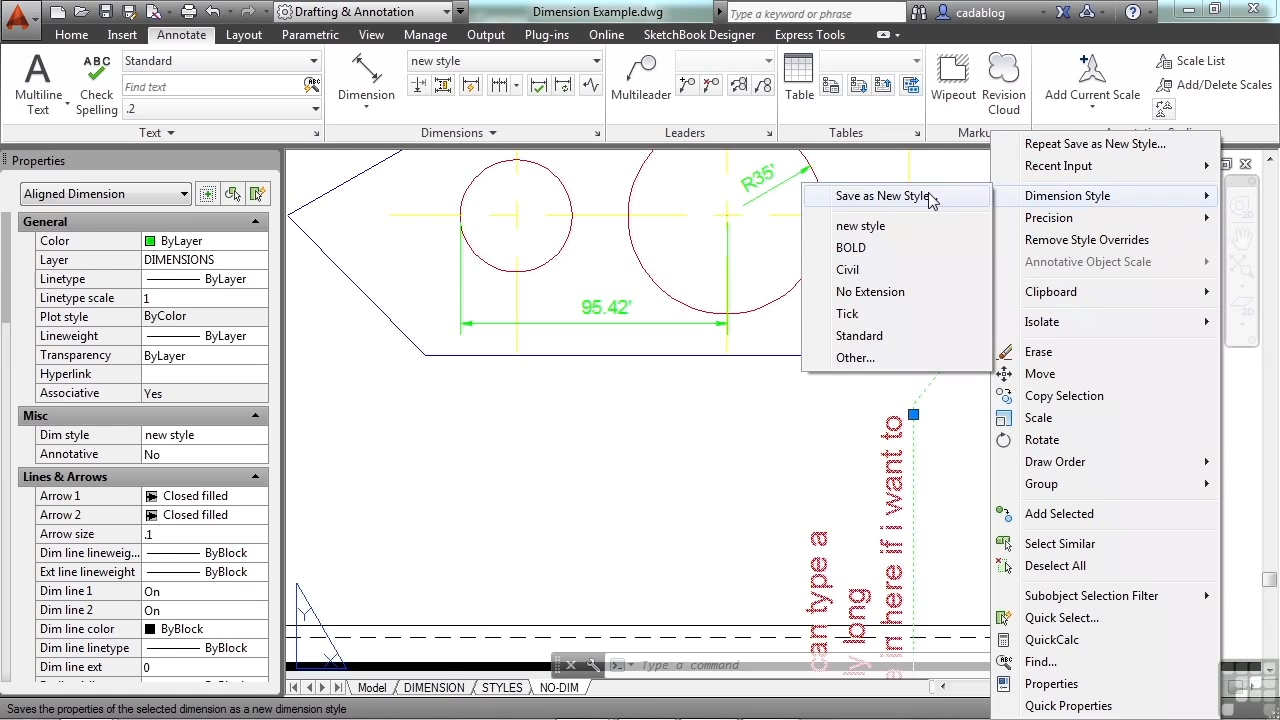 Drafting & Annotation
Dimension Example.dwg
Type a keyword or phrase
cadablog
Home Insert Annotate Layout Parametric View Manage Output Plug-ins Online SketchBook Designer Express Tools
Multiline Text
ABC
Check Spelling
Standard
Find text
ABC
.2
Dimension
new style
Multileader
Table
Wipeout
Revision Cloud
Add Current Scale
Scale List
Add/Delete Scales
Text
Dimensions
Leaders
Tables
Properties
Aligned Dimension
General
Color ByLayer
Layer DIMENSIONS
Linetype ByLayer
Linetype scale 1
Plot style ByColor
Lineweight ByLayer
Transparency ByLayer
Hyperlink
Associative Yes
Misc
Dim style new style
Annotative No
Lines & Arrows
Arrow 1 Closed filled
Arrow 2 Closed filled
Arrow size .1
Dim line lineweig... ByBlock
Ext line lineweight ByBlock
Dim line 1 On
Dim line 2 On
Dim line color ByBlock
Dim line linetype ByBlock
Dim line ext 0
R35'
95.42'
can type a
long
here if i want to
Y
X
Save as New Style
new style
BOLD
Civil
No Extension
Tick
Standard
Other...
Repeat Save as New Style...
Recent Input
Dimension Style
Precision
Remove Style Overrides
Annotative Object Scale
Clipboard
Isolate
Erase
Move
Copy Selection
Scale
Rotate
Draw Order
Group
Add Selected
Select Similar
Deselect All
Subobject Selection Filter
Quick Select...
QuickCalc
Find...
Properties
Quick Properties
Type a command
Model DIMENSION STYLES NO-DIM
Saves the properties of the selected dimension as a new dimension style